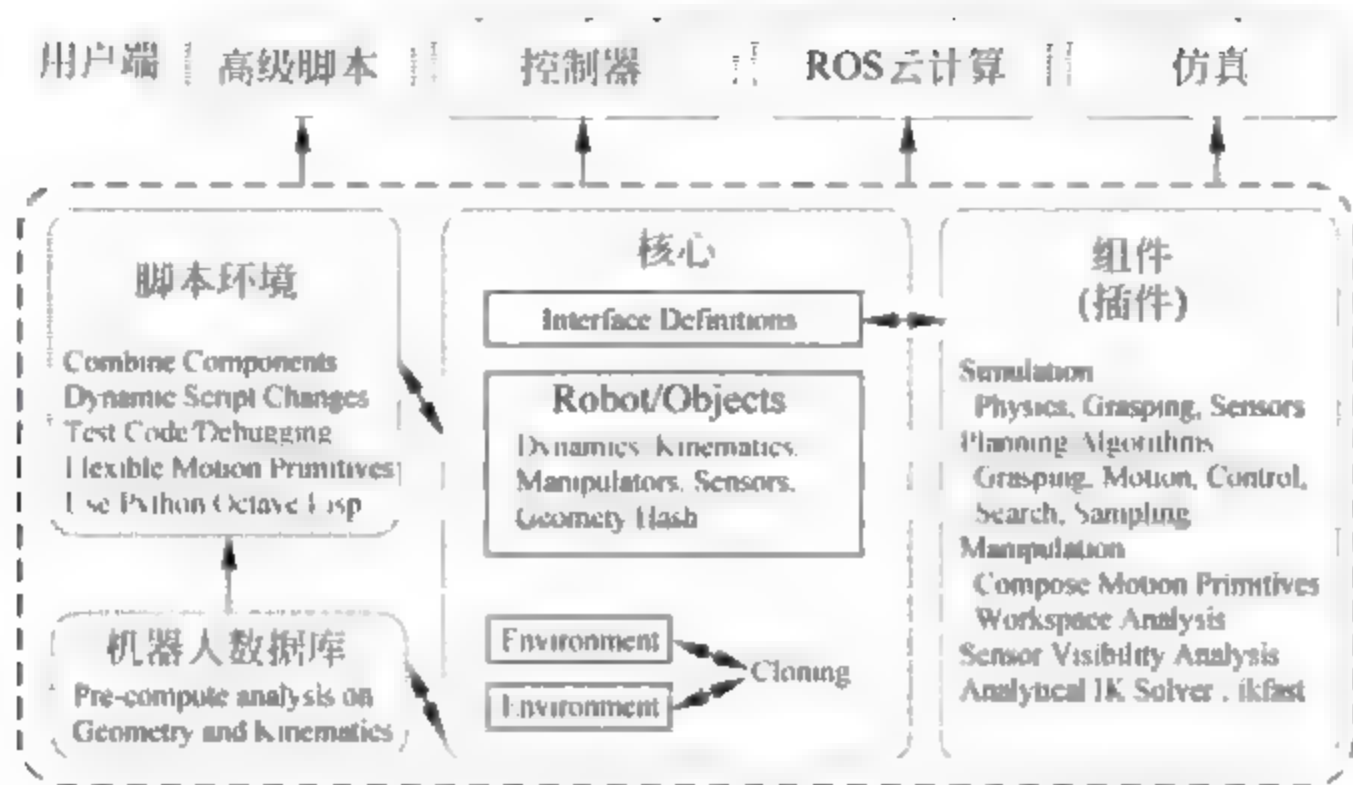 用户端
高级脚本
控制器
ROS云计算
仿真
脚本环境
Combine Components
Dynamic Script Changes
Test Code/Debugging
Flexible Motion Primitives
Use Python Octave Lisp
机器人数据库
Pre-compute analysis on
Geometry and Kinematics
核心
Interface Definitions
Robot/Objects
Dynamics, Kinematics,
Manipulators, Sensors,
Geomety Hash
Environment
Environment
Cloning
组件
(插件)
Simulation
Physics, Grasping, Sensors
Planning Algorithms
Grasping, Motion, Control,
Search, Sampling
Manipulation
Compose Motion Primitives
Workspace Analysis
Sensor Visibility Analysis
Analytical IK Solver : ikfast